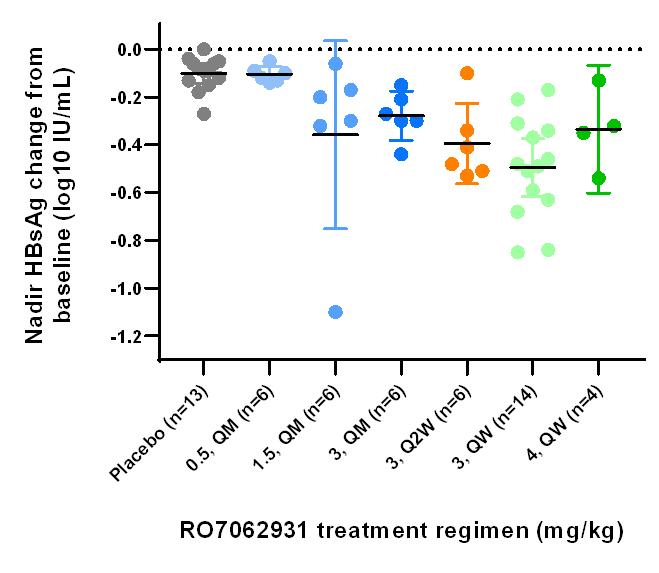 Nadir HBsAg change from
baseline (log10 IU/mL)
0.0
-0.2
-0.4
-0.6
-0.8
-1.0
-1.2
Placebo (n=13)
0.5, QM (n=6)
1.5, QM (n=6)
3, QM (n=6)
3, Q2W (n=6)
3, QW (n=14)
4, QW (n=4)
RO7062931 treatment regimen (mg/kg)